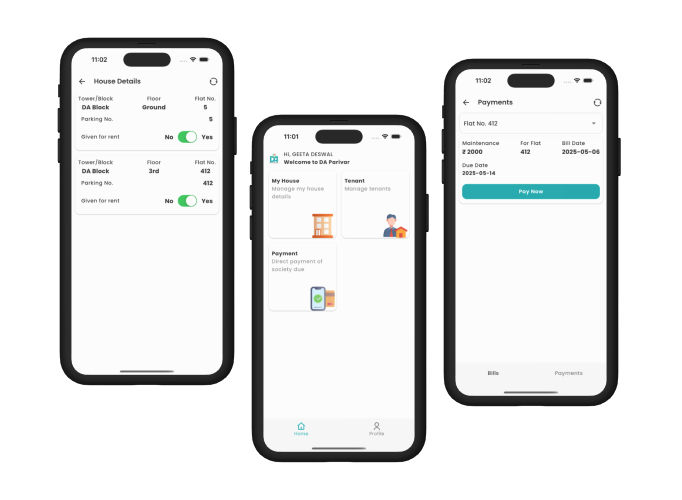 11:02
House Details
Tower/Block Floor Flat No.
DA Block Ground 5
Parking No. 5
Given for rent No Yes
Tower/Block Floor Flat No.
DA Block 3rd 412
Parking No. 412
Given for rent No Yes
11:01
HI, GEETA DESWAL
Welcome to DA Parivar
My House
Manage my house
details
Tenant
Manage tenants
Payment
Direct payment of
society due
Home Profile
11:02
Payments
Flat No. 412
Maintenance For Flat Bill Date
₹ 2000 412 2025-05-06
Due Date
2025-05-14
Pay Now
Bills Payments